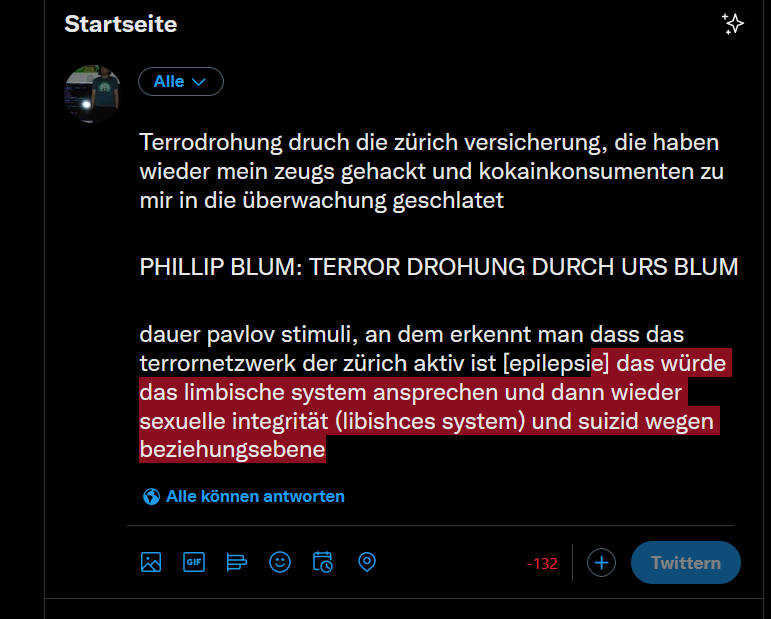 Startseite
Alle
Terrodrohung druch die zürich versicherung, die haben
wieder mein zeugs gehackt und kokainkonsumenten zu
mir in die überwachung geschlatet
PHILLIP BLUM: TERROR DROHUNG DURCH URS BLUM
dauer pavlov stimuli, an dem erkennt man dass das
terrornetzwerk der zürich aktiv ist [epilepsie] das würde
das limbische system ansprechen und dann wieder
sexuelle integrität (libishces system) und suizid wegen
beziehungsebene
Alle können antworten
GIF
-132
Twittern